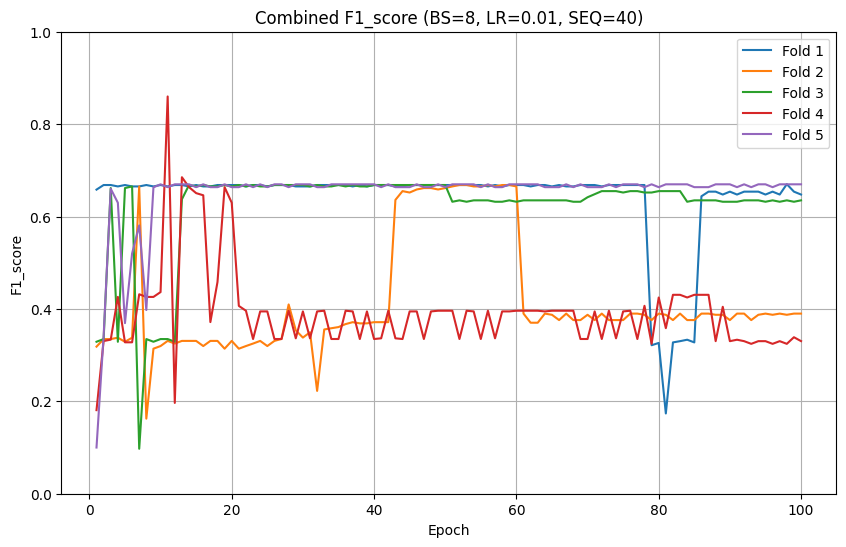 Combined F1_score (BS=8, LR=0.01, SEQ=40)
F1_score
1.0
0.8
0.6
0.4
0.2
0.0
0 20 40 60 80 100
Epoch
Fold 1
Fold 2
Fold 3
Fold 4
Fold 5